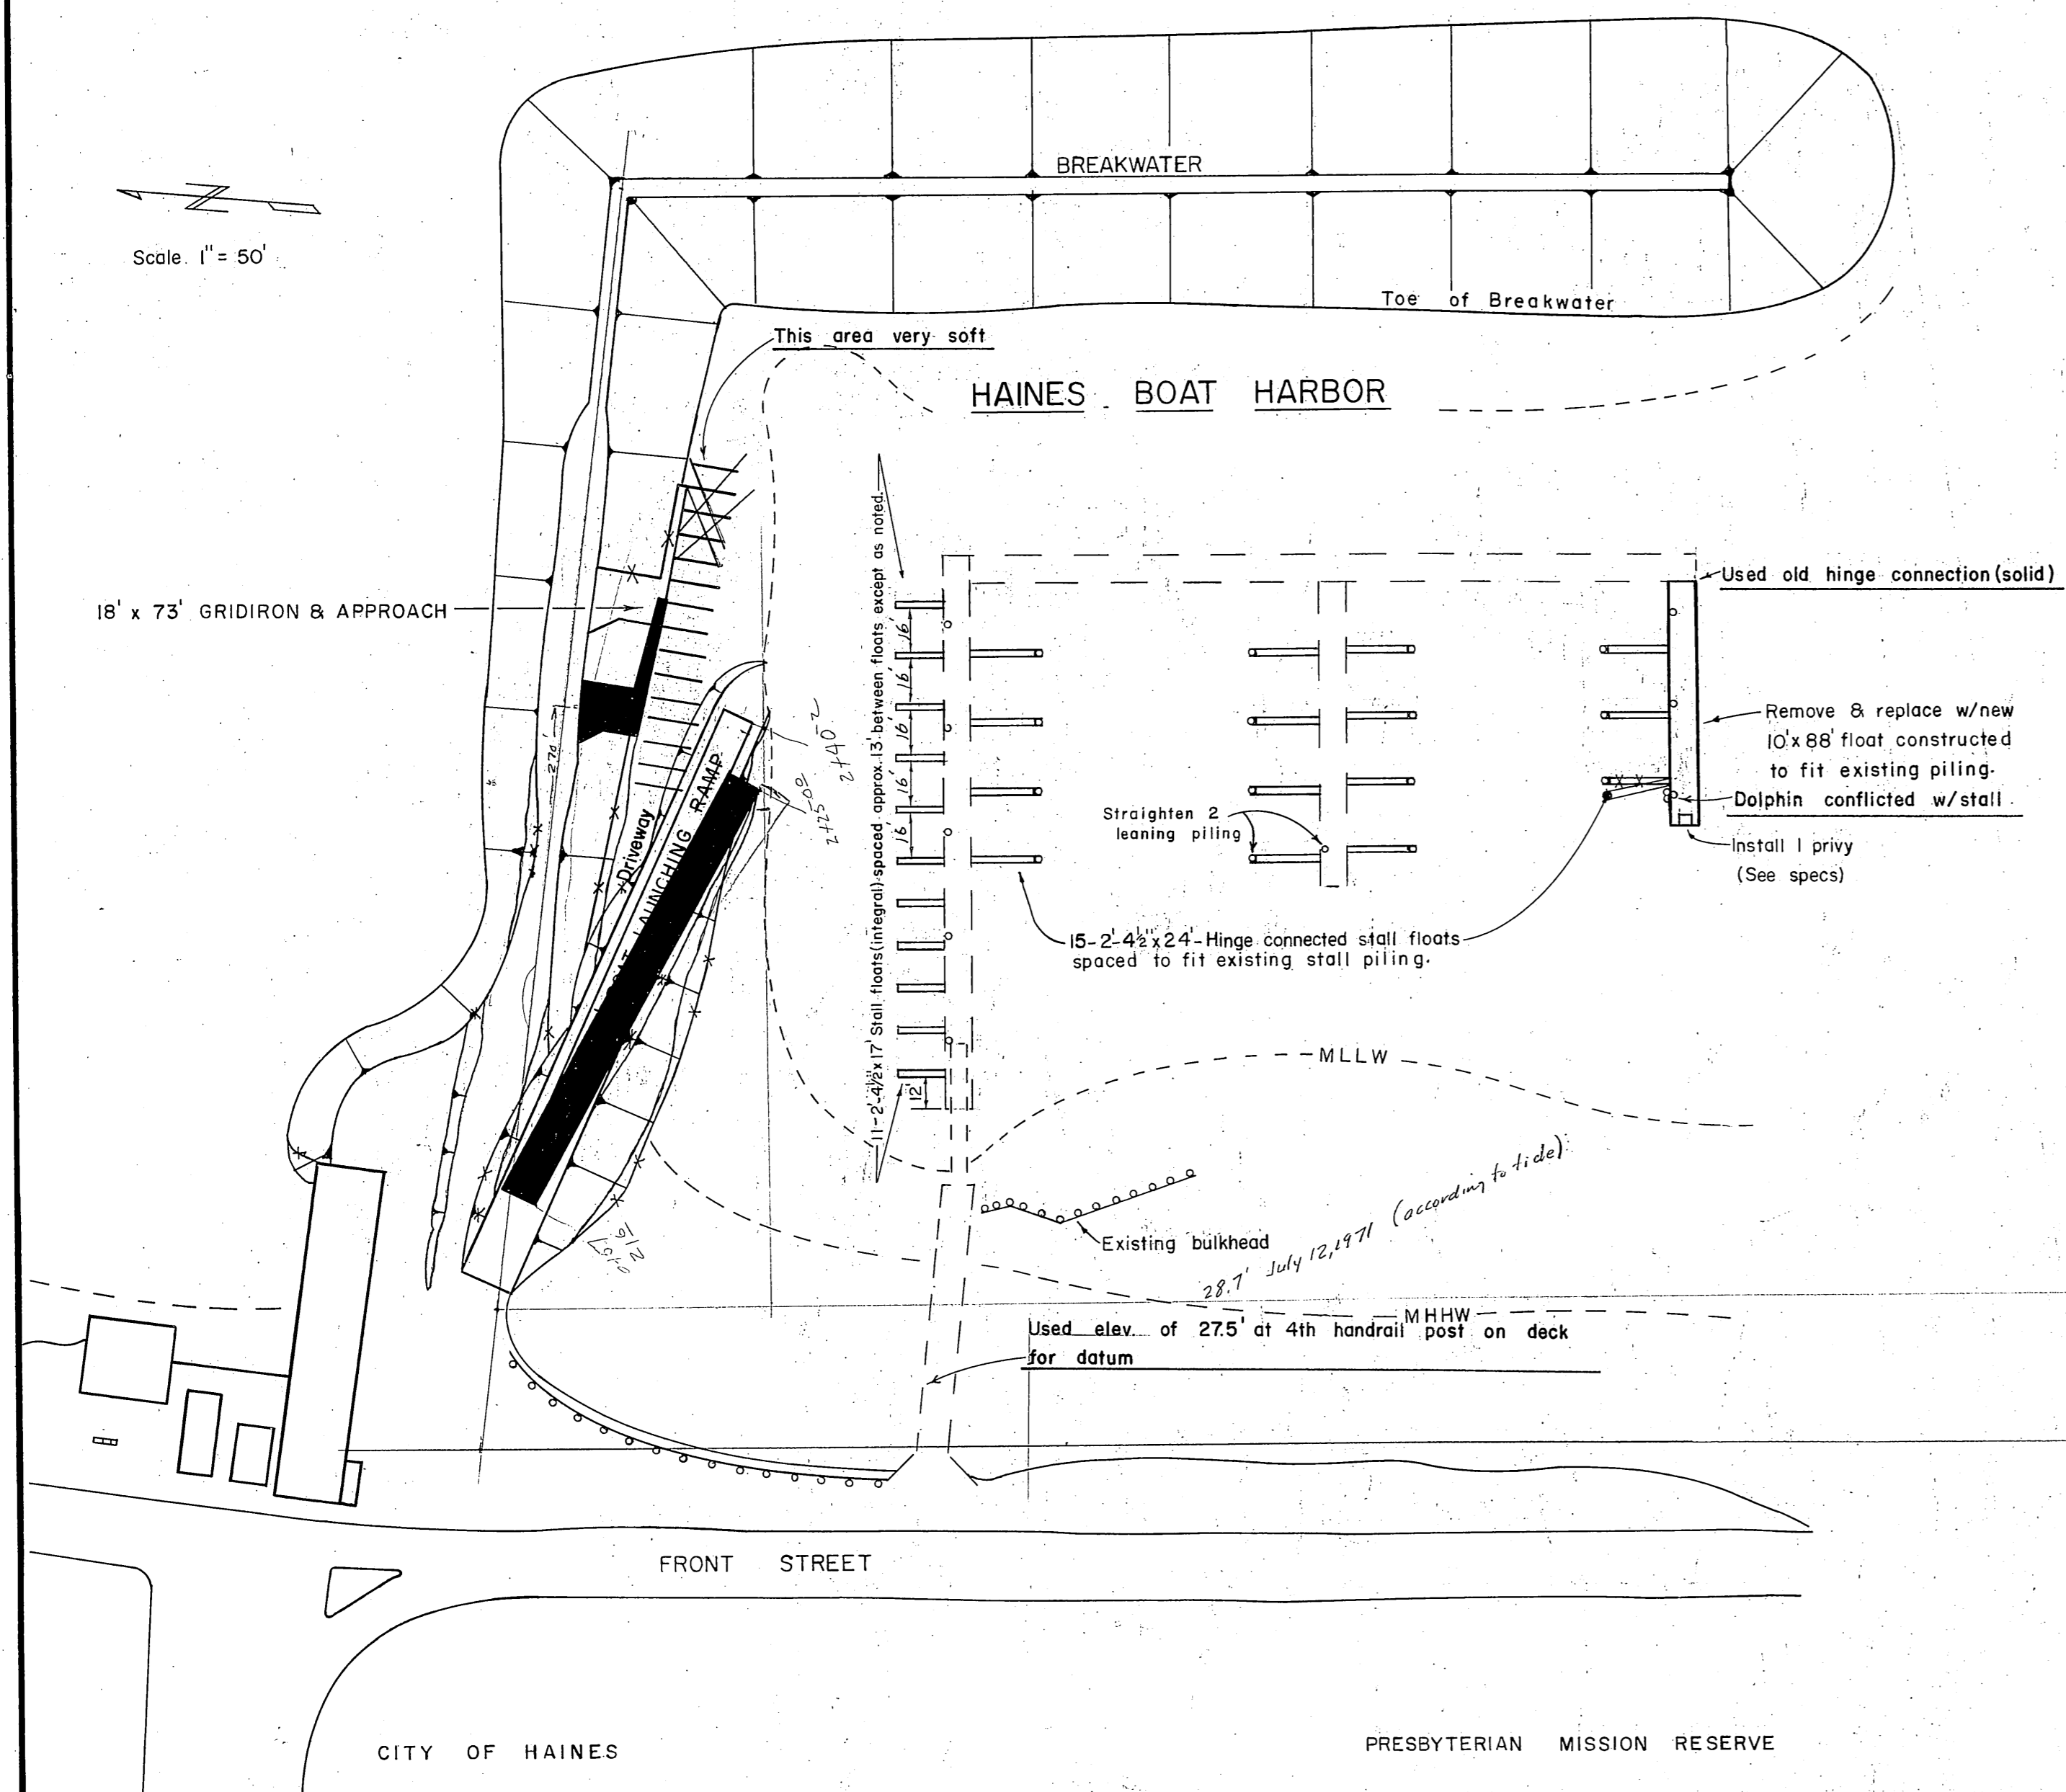 BREAKWATER
Scale 1" = 50'
Toe of Breakwater
This area very soft
HAINES BOAT HARBOR
Used old hinge connection (solid)
18' x 73' GRIDIRON & APPROACH
11-2'-4½"x 17' Stall floats (integral) spaced approx. 13' between floats except as noted.
16'
16'
16'
16'
16'
12'
270'
2+40-2
2+25-00
Driveway
LAUNCHING RAMP
Remove & replace w/new
10'x 88' float constructed
to fit existing piling.
Dolphin conflicted w/stall
Install 1 privy
(See specs)
Straighten 2
leaning piling
15-2'-4½"x 24'-Hinge connected stall floats
spaced to fit existing stall piling.
MLLW
Existing bulkhead
28.7' July 12, 1971 (according to tide)
MHHW
Used elev. of 27.5' at 4th handrail post on deck
for datum
FRONT STREET
CITY OF HAINES
PRESBYTERIAN MISSION RESERVE